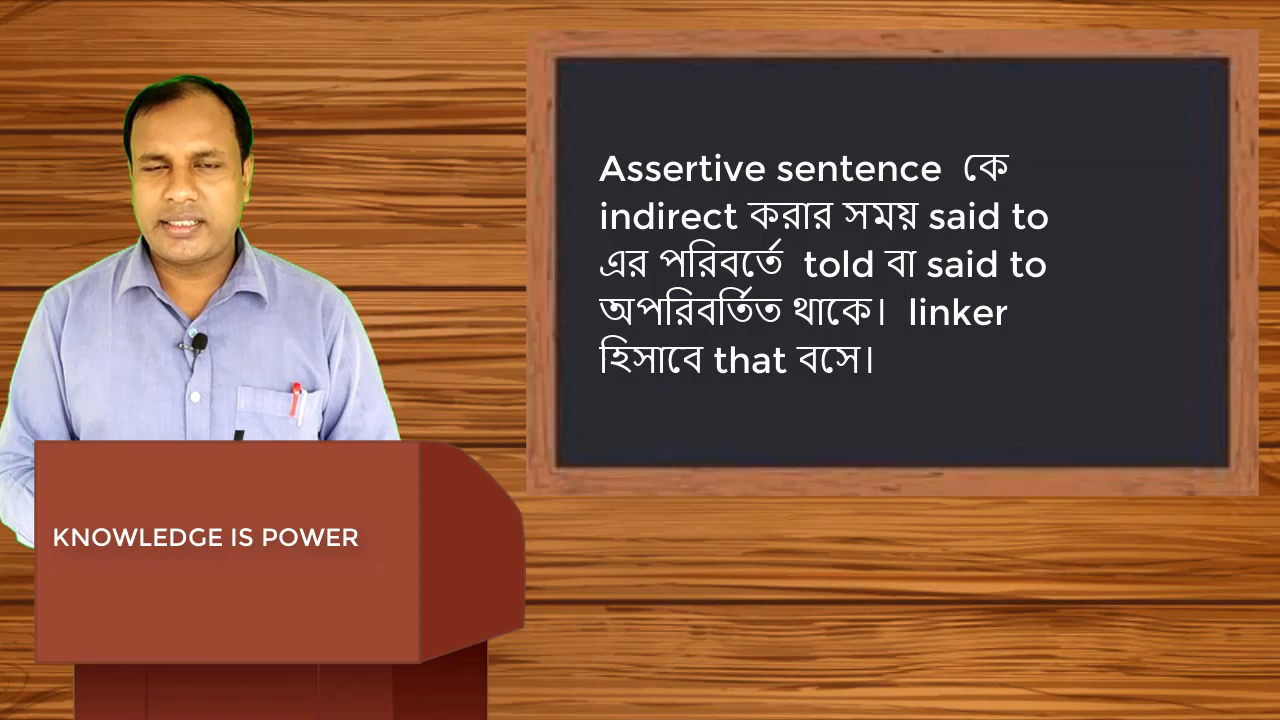 Assertive sentence কে
indirect করার সময় said to
এর পরিবর্তে told বা said to
অপরিবর্তিত থাকে। linker
হিসাবে that বসে।
KNOWLEDGE IS POWER